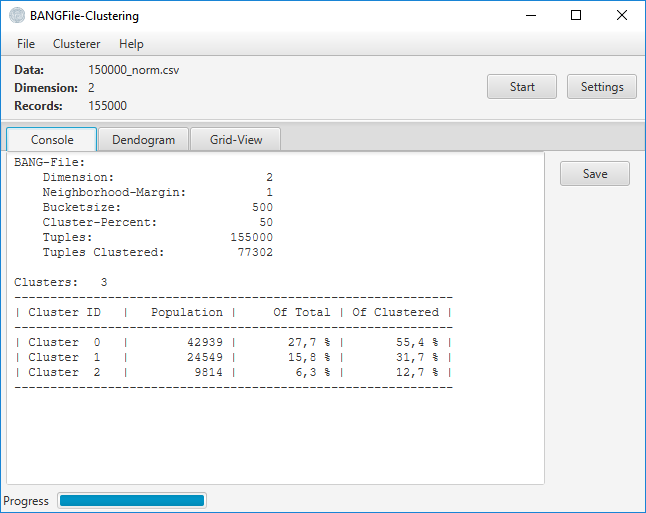 BANGFile-Clustering
File Clusterer Help
Data: 150000_norm.csv
Dimension: 2
Records: 155000
Start Settings
Console Dendogram Grid-View
BANG-File:
    Dimension:                     2
    Neighborhood-Margin:           1
    Bucketsize:                  500
    Cluster-Percent:              50
    Tuples:                   155000
    Tuples Clustered:          77302
Save
Clusters:   3
-------------------------------------------------------------
| Cluster ID   |   Population |     Of Total | Of Clustered |
-------------------------------------------------------------
| Cluster  0   |        42939 |       27,7 % |       55,4 % |
| Cluster  1   |        24549 |       15,8 % |       31,7 % |
| Cluster  2   |         9814 |        6,3 % |       12,7 % |
-------------------------------------------------------------
Progress